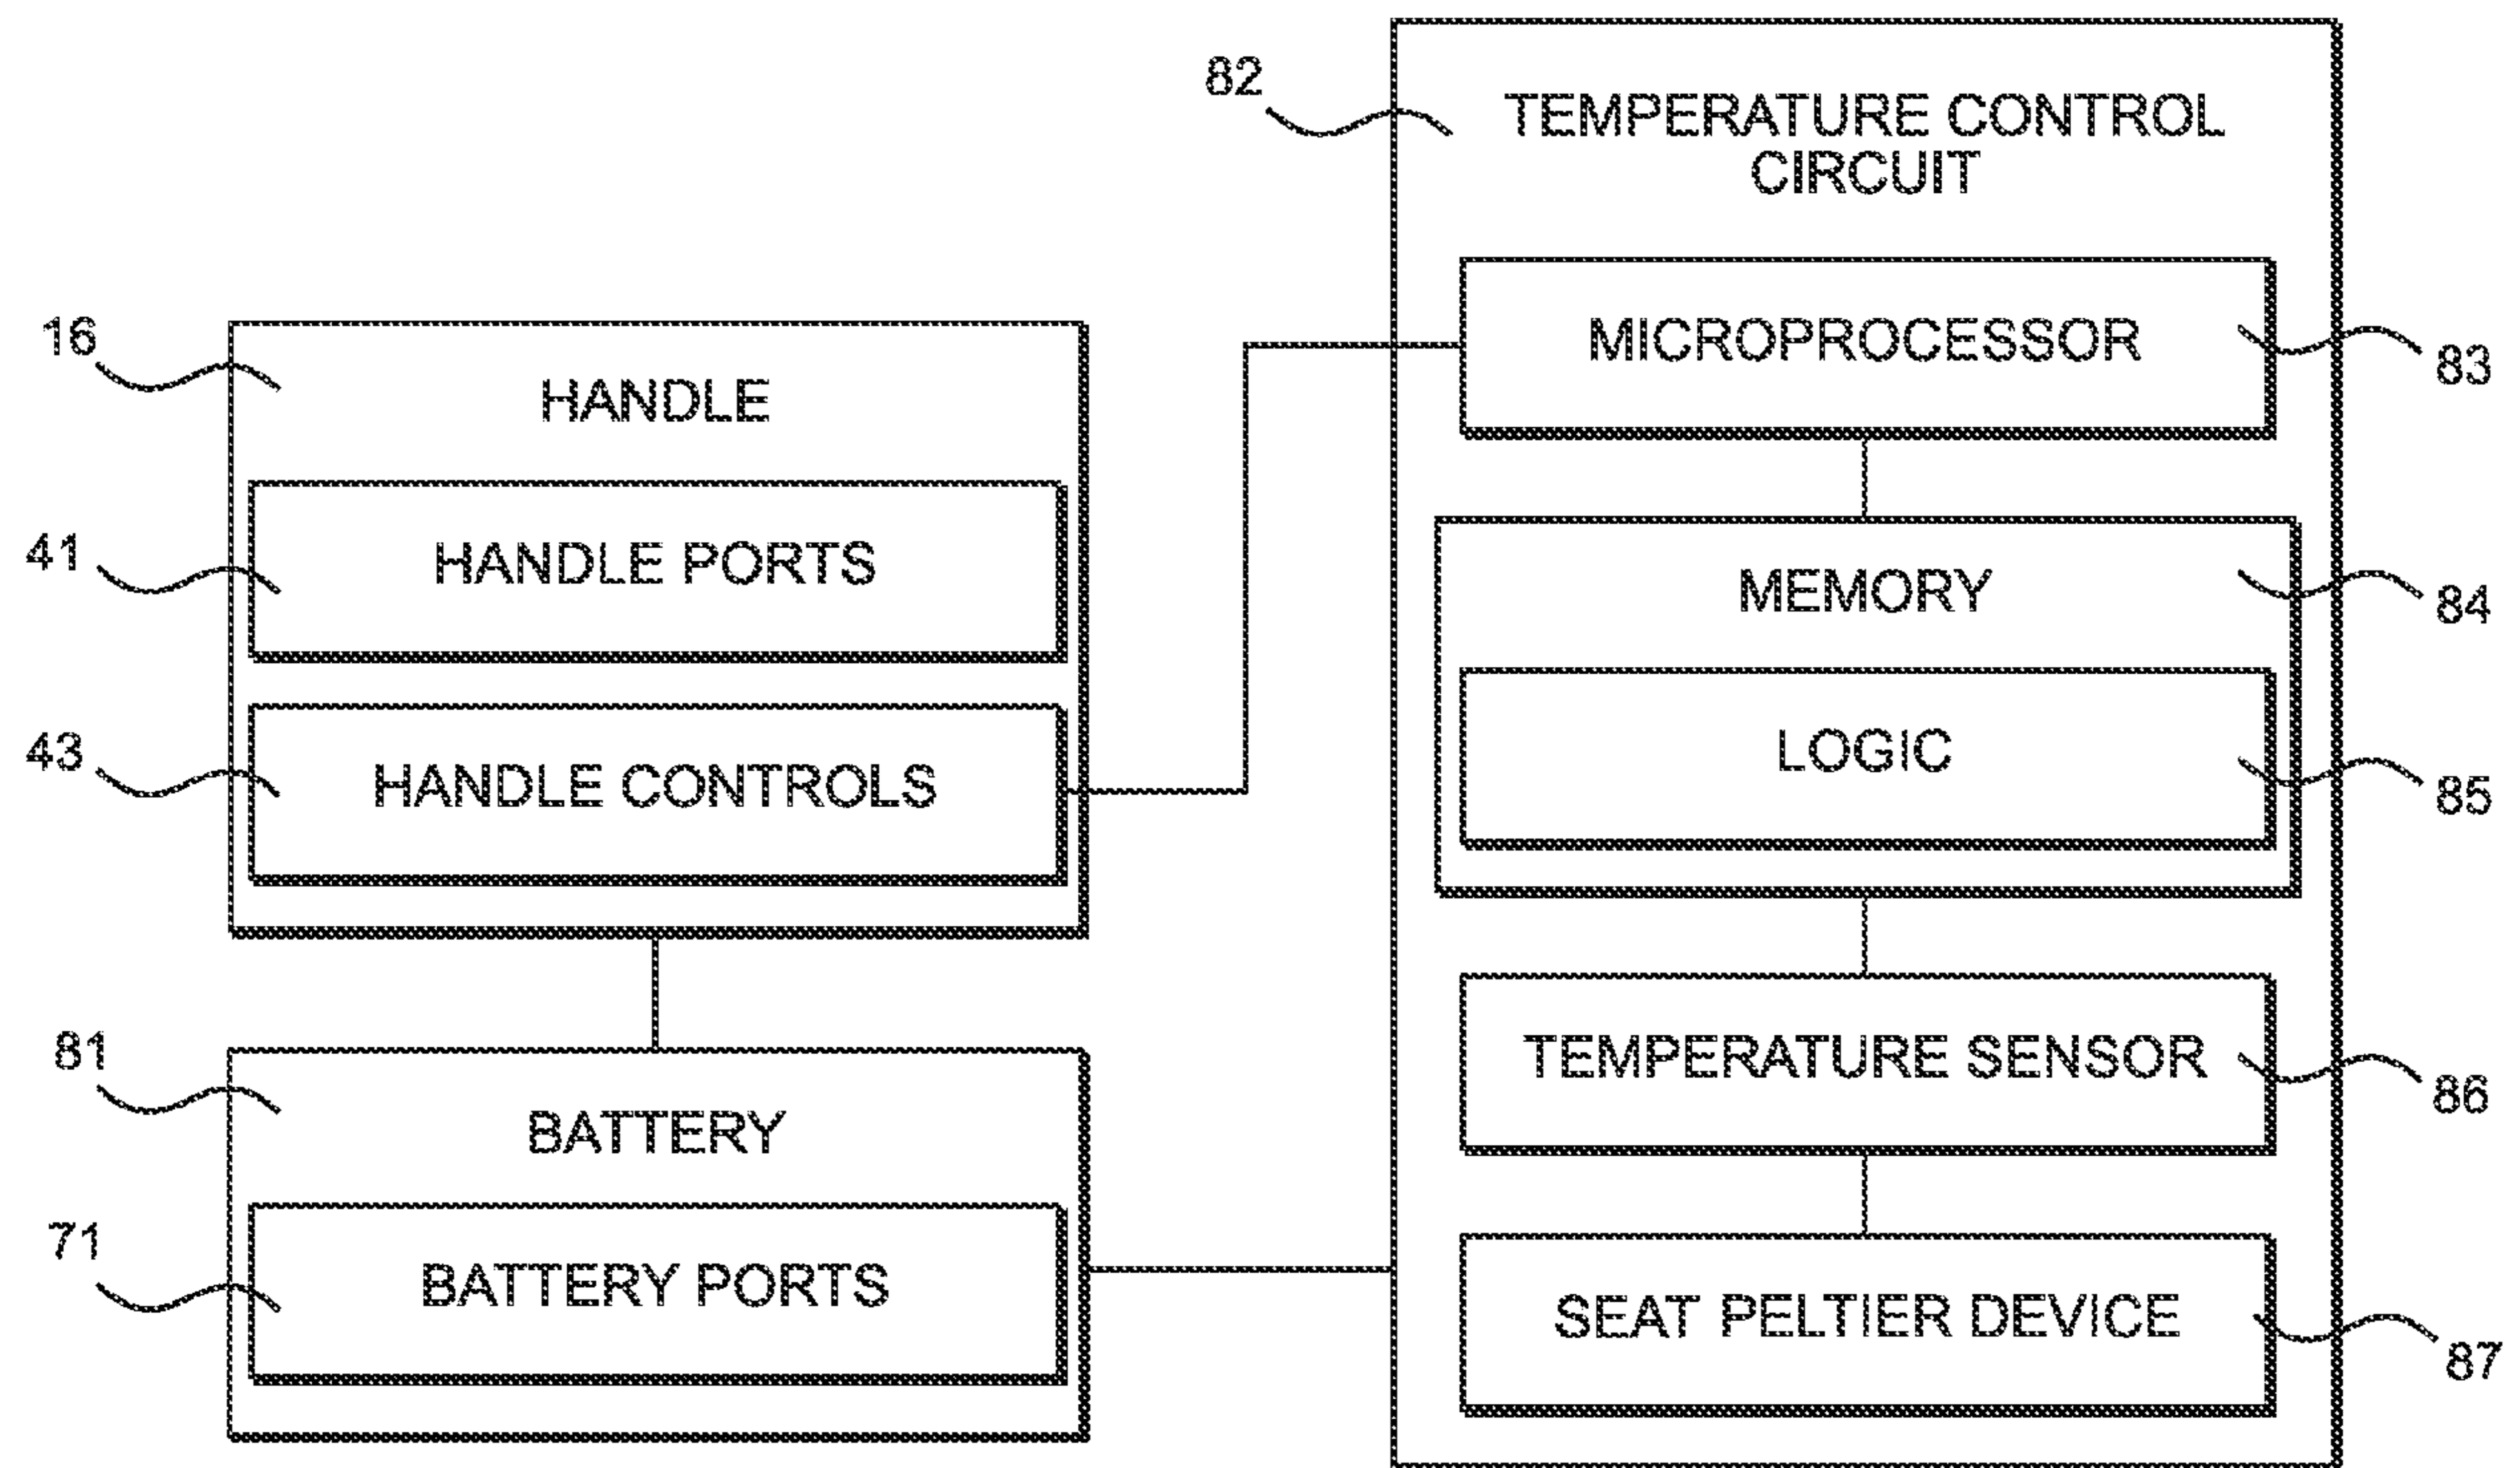 82
TEMPERATURE CONTROL
CIRCUIT
MICROPROCESSOR
83
16
HANDLE
41
HANDLE PORTS
43
HANDLE CONTROLS
MEMORY
84
LOGIC
85
TEMPERATURE SENSOR
86
81
BATTERY
71
BATTERY PORTS
SEAT PELTIER DEVICE
87